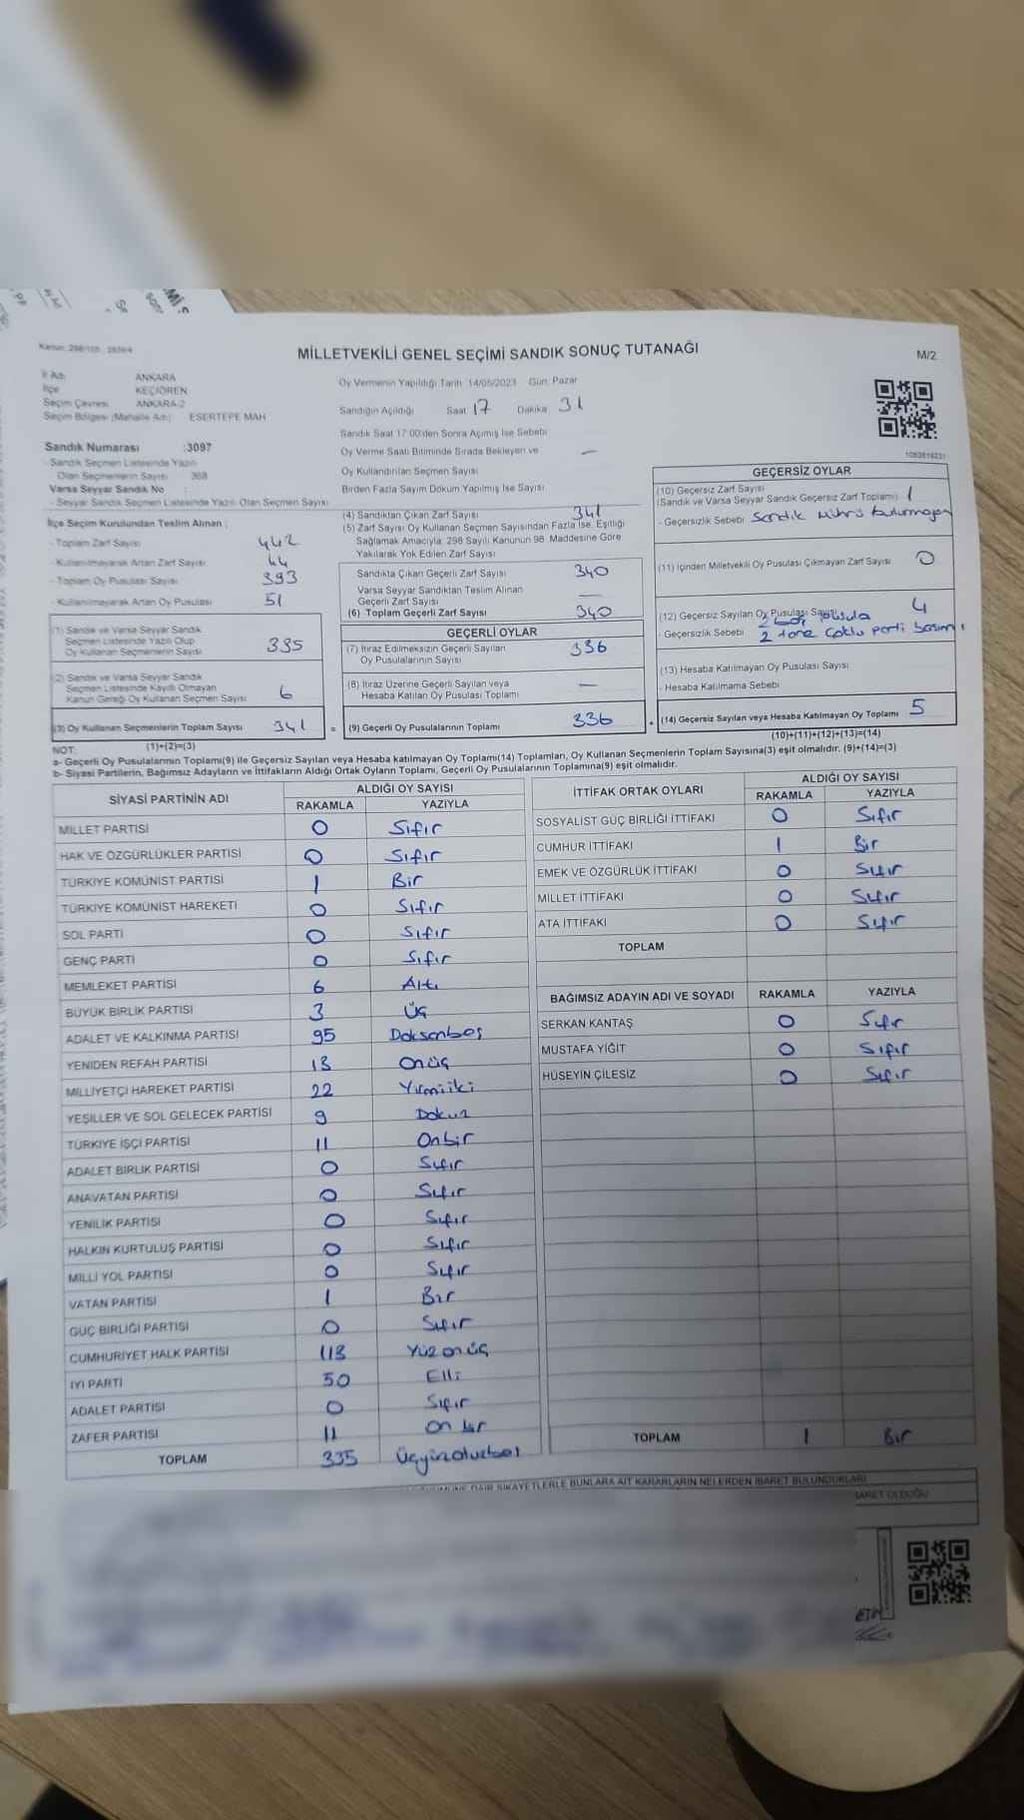 MİLLETVEKİLİ GENEL SEÇİMİ SANDIK SONUÇ TUTANAĞI
M/2
İl Adı: ANKARA
İlçe KEÇİÖREN
Seçim Çevresi ANKARA-2
Seçim Bölgesi (Mahalle Adı) ESERTEPE MAH
Sandık Numarası :3097
Sandık Seçmen Listesinde Yazılı
Olan Seçmenlerin Sayısı 368
Varsa Seyyar Sandık No
- Seyyar Sandık Seçmen Listesinde Yazılı Olan Seçmen Sayısı
Oy Vermenin Yapıldığı Tarih 14/05/2023 Gün: Pazar
Sandığın Açıldığı Saat 17 Dakika 31
Sandık Saat 17:00'den Sonra Açımış İse Sebebi
Oy Verme Saati Bitiminde Sırada Bekleyen ve —
Oy Kullandırılan Seçmen Sayısı
Birden Fazla Sayım Döküm Yapılmış İse Sayısı
İlçe Seçim Kurulundan Teslim Alınan :
- Toplam Zarf Sayısı 442
- Kullanılmayarak Artan Zarf Sayısı 44
- Toplam Oy Pusulası Sayısı 393
- Kullanılmayarak Artan Oy Pusulası 51
(1) Sandık ve Varsa Seyyar Sandık
Seçmen Listesinde Yazılı Olup
Oy Kullanan Seçmenlerin Sayısı 335
(2) Sandık ve Varsa Seyyar Sandık
Seçmen Listesinde Kayıtlı Olmayan
Kanun Gereği Oy Kullanan Seçmen Sayısı 6
(3) Oy Kullanan Seçmenlerin Toplam Sayısı 341 =
(1)+(2)=(3)
(4) Sandıktan Çıkan Zarf Sayısı 341
(5) Zarf Sayısı Oy Kullanan Seçmen Sayısından Fazla İse, Eşitliği
Sağlamak Amacıyla, 298 Sayılı Kanunun 98. Maddesine Göre
Yakılarak Yok Edilen Zarf Sayısı
Sandıkta Çıkan Geçerli Zarf Sayısı 340
Varsa Seyyar Sandıktan Teslim Alınan
Geçerli Zarf Sayısı —
(6) Toplam Geçerli Zarf Sayısı 340
GEÇERLİ OYLAR
(7) İtiraz Edilmeksizin Geçerli Sayılan
Oy Pusulalarının Sayısı 336
(8) İtiraz Üzerine Geçerli Sayılan veya
Hesaba Katılan Oy Pusulası Toplamı —
(9) Geçerli Oy Pusulalarının Toplamı 336
GEÇERSİZ OYLAR
(10) Geçersiz Zarf Sayısı
(Sandık ve Varsa Seyyar Sandık Geçersiz Zarf Toplamı) 1
- Geçersizlik Sebebi Sandık Mührü bulunmayan
(11) İçinden Milletvekili Oy Pusulası Çıkmayan Zarf Sayısı 0
(12) Geçersiz Sayılan Oy Pusulası Sayısı 4
2 boş pusula
- Geçersizlik Sebebi 2 tane çoklu parti basımı
(13) Hesaba Katılmayan Oy Pusulası Sayısı
- Hesaba Katılmama Sebebi
(14) Geçersiz Sayılan veya Hesaba Katılmayan Oy Toplamı 5
(10)+(11)+(12)+(13)=(14)
NOT:
a- Geçerli Oy Pusulalarının Toplamı(9) ile Geçersiz Sayılan veya Hesaba katılmayan Oy Toplamı(14) Toplamları, Oy Kullanan Seçmenlerin Toplam Sayısına(3) eşit olmalıdır. (9)+(14)=(3)
b- Siyasi Partilerin, Bağımsız Adayların ve İttifakların Aldığı Ortak Oyların Toplamı, Geçerli Oy Pusulalarının Toplamına(9) eşit olmalıdır.
SİYASİ PARTİNİN ADI ALDIĞI OY SAYISI
RAKAMLA YAZIYLA
MİLLET PARTİSİ 0 Sıfır
HAK VE ÖZGÜRLÜKLER PARTİSİ 0 Sıfır
TÜRKİYE KOMÜNİST PARTİSİ 1 Bir
TÜRKİYE KOMÜNİST HAREKETİ 0 Sıfır
SOL PARTİ 0 Sıfır
GENÇ PARTİ 0 Sıfır
MEMLEKET PARTİSİ 6 Altı
BÜYÜK BİRLİK PARTİSİ 3 Üç
ADALET VE KALKINMA PARTİSİ 95 Doksanbeş
YENİDEN REFAH PARTİSİ 13 Onüç
MİLLİYETÇİ HAREKET PARTİSİ 22 Yirmiiki
YEŞİLLER VE SOL GELECEK PARTİSİ 9 Dokuz
TÜRKİYE İŞÇİ PARTİSİ 11 Onbir
ADALET BİRLİK PARTİSİ 0 Sıfır
ANAVATAN PARTİSİ 0 Sıfır
YENİLİK PARTİSİ 0 Sıfır
HALKIN KURTULUŞ PARTİSİ 0 Sıfır
MİLLİ YOL PARTİSİ 0 Sıfır
VATAN PARTİSİ 1 Bir
GÜÇ BİRLİĞİ PARTİSİ 0 Sıfır
CUMHURİYET HALK PARTİSİ 113 Yüzonüç
İYİ PARTİ 50 Elli
ADALET PARTİSİ 0 Sıfır
ZAFER PARTİSİ 11 On bir
TOPLAM 335 Üçyüzotuzbeş
İTTİFAK ORTAK OYLARI ALDIĞI OY SAYISI
RAKAMLA YAZIYLA
SOSYALİST GÜÇ BİRLİĞİ İTTİFAKI 0 Sıfır
CUMHUR İTTİFAKI 1 Bir
EMEK VE ÖZGÜRLÜK İTTİFAKI 0 Sıfır
MİLLET İTTİFAKI 0 Sıfır
ATA İTTİFAKI 0 Sıfır
TOPLAM
BAĞIMSIZ ADAYIN ADI VE SOYADI RAKAMLA YAZIYLA
SERKAN KANTAŞ 0 Sıfır
MUSTAFA YİĞİT 0 Sıfır
HÜSEYİN ÇİLESİZ 0 Sıfır
TOPLAM 1 Bir